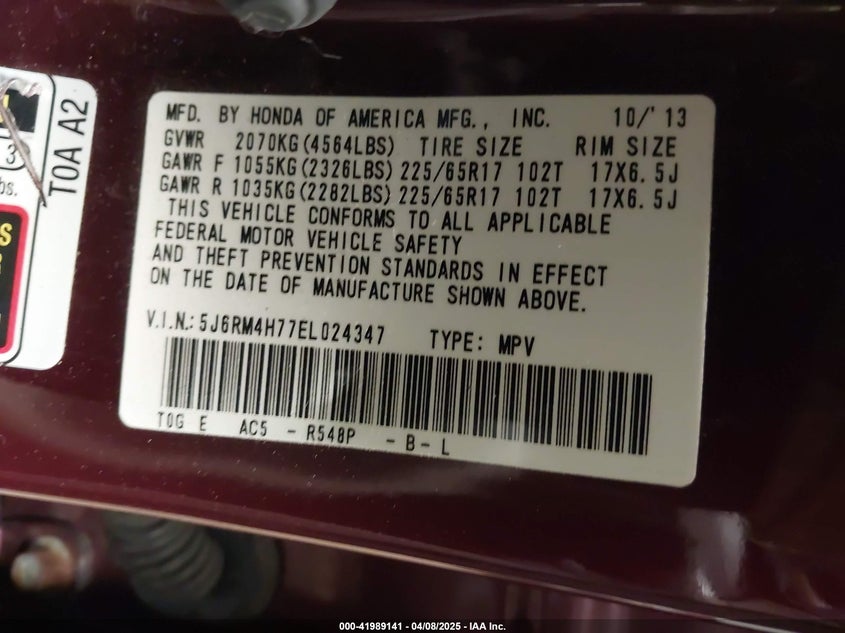 MFD. BY HONDA OF AMERICA MFG., INC. 10/'13
GVWR 2070KG(4564LBS) TIRE SIZE RIM SIZE
GAWR F 1055KG(2326LBS) 225/65R17 102T 17X6.5J
GAWR R 1035KG(2282LBS) 225/65R17 102T 17X6.5J
THIS VEHICLE CONFORMS TO ALL APPLICABLE
FEDERAL MOTOR VEHICLE SAFETY
AND THEFT PREVENTION STANDARDS IN EFFECT
ON THE DATE OF MANUFACTURE SHOWN ABOVE.
V.I.N.: 5J6RM4H77EL024347 TYPE: MPV
T0G E AC5 - R548P - B - L
T0A A2
3
bs.
S
000-41989141 - 04/08/2025 - IAA Inc.